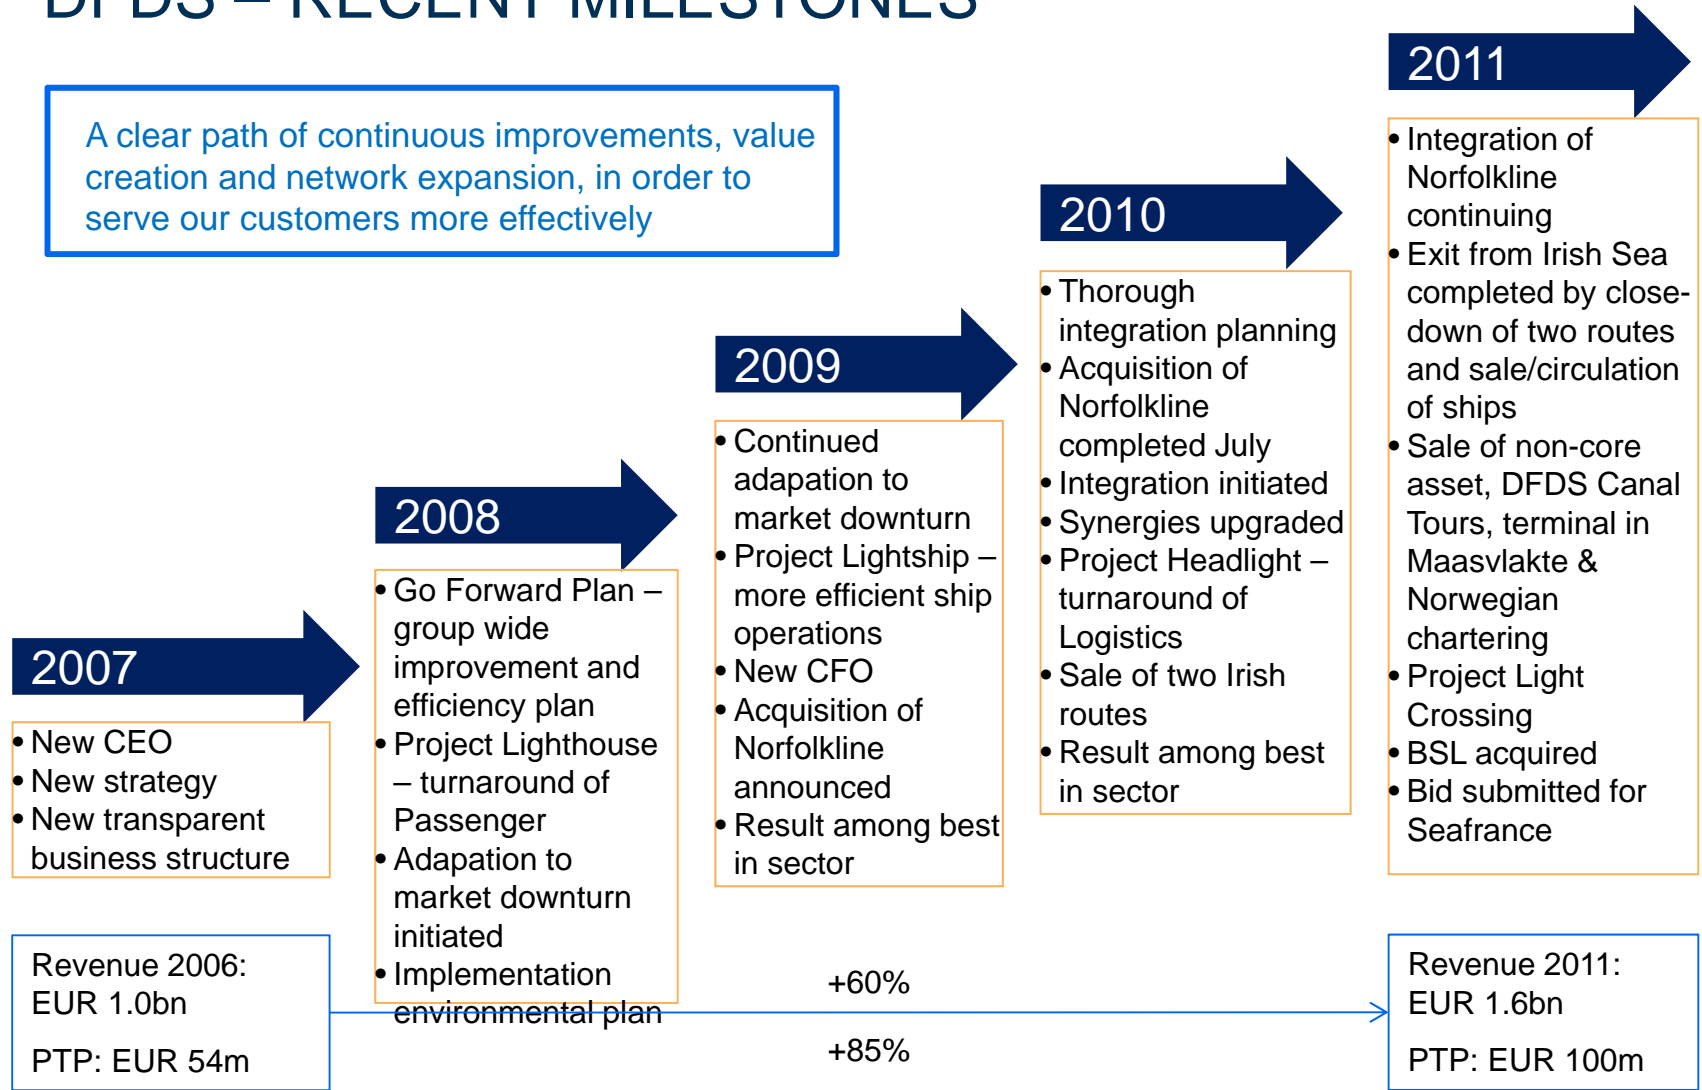 DFDS – RECENT MILESTONES
A clear path of continuous improvements, value
creation and network expansion, in order to
serve our customers more effectively
2007
• New CEO
• New strategy
• New transparent
business structure
2008
• Go Forward Plan –
group wide
improvement and
efficiency plan
• Project Lighthouse
– turnaround of
Passenger
• Adapation to
market downturn
initiated
• Implementation
environmental plan
2009
• Continued
adapation to
market downturn
• Project Lightship –
more efficient ship
operations
• New CFO
• Acquisition of
Norfolkline
announced
• Result among best
in sector
2010
• Thorough
integration planning
• Acquisition of
Norfolkline
completed July
• Integration initiated
• Synergies upgraded
• Project Headlight –
turnaround of
Logistics
• Sale of two Irish
routes
• Result among best
in sector
2011
• Integration of
Norfolkline
continuing
• Exit from Irish Sea
completed by close-
down of two routes
and sale/circulation
of ships
• Sale of non-core
asset, DFDS Canal
Tours, terminal in
Maasvlakte &
Norwegian
chartering
• Project Light
Crossing
• BSL acquired
• Bid submitted for
Seafrance
Revenue 2006:
EUR 1.0bn
PTP: EUR 54m
+60%
+85%
Revenue 2011:
EUR 1.6bn
PTP: EUR 100m